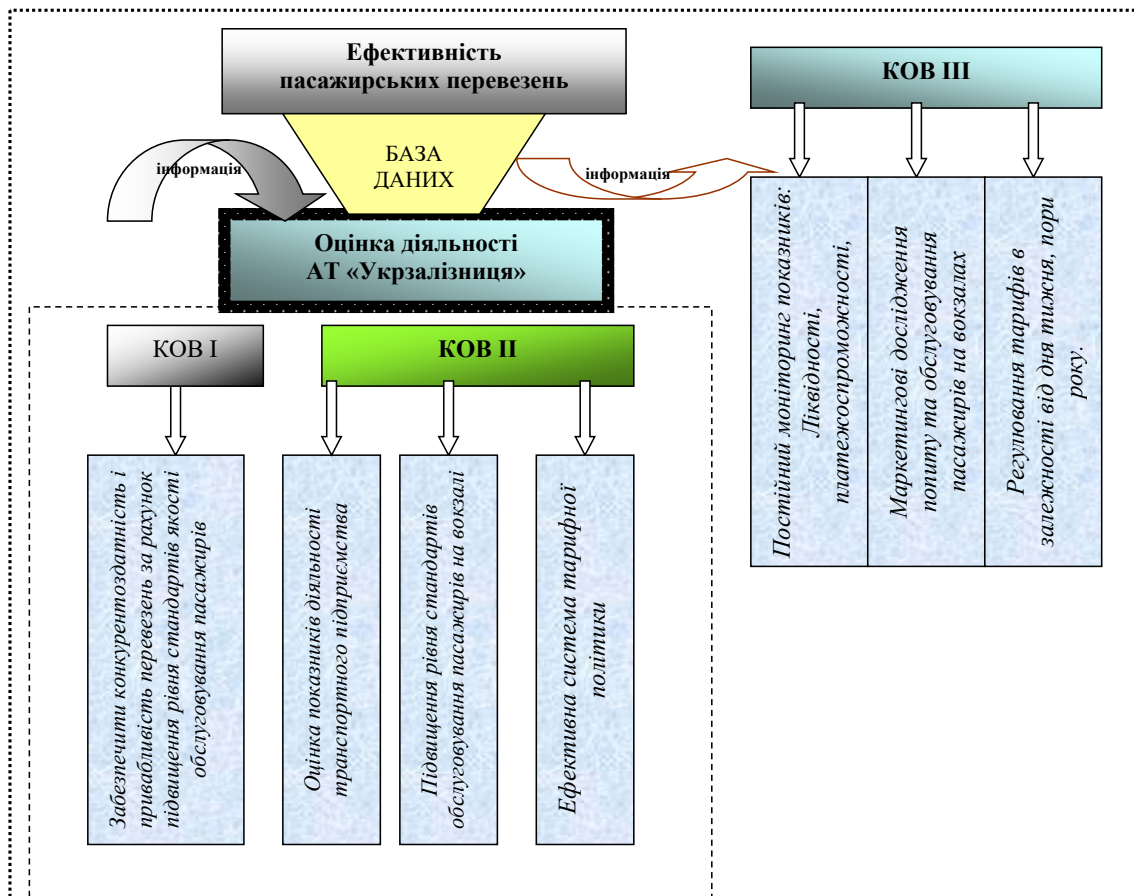 Ефективність
пасажирських перевезень
КОВ ІІІ
БАЗА
ДАНИХ
інформація
інформація
Оцінка діяльності
АТ «Укрзалізниця»
Постійний моніторинг показників:
Ліквідності,
платежоспроможності,
Маркетингові дослідження
попиту та обслуговування
пасажирів на вокзалах
Регулювання тарифів в
залежності від дня тижня, пори
року.
КОВ І
КОВ ІІ
Забезпечити конкурентоздатність і
привабливість перевезень за рахунок
підвищення рівня стандартів якості
обслуговування пасажирів
Оцінка показників діяльності
транспортного підприємства
Підвищення рівня стандартів
обслуговування пасажирів на вокзалі
Ефективна система тарифної
політики